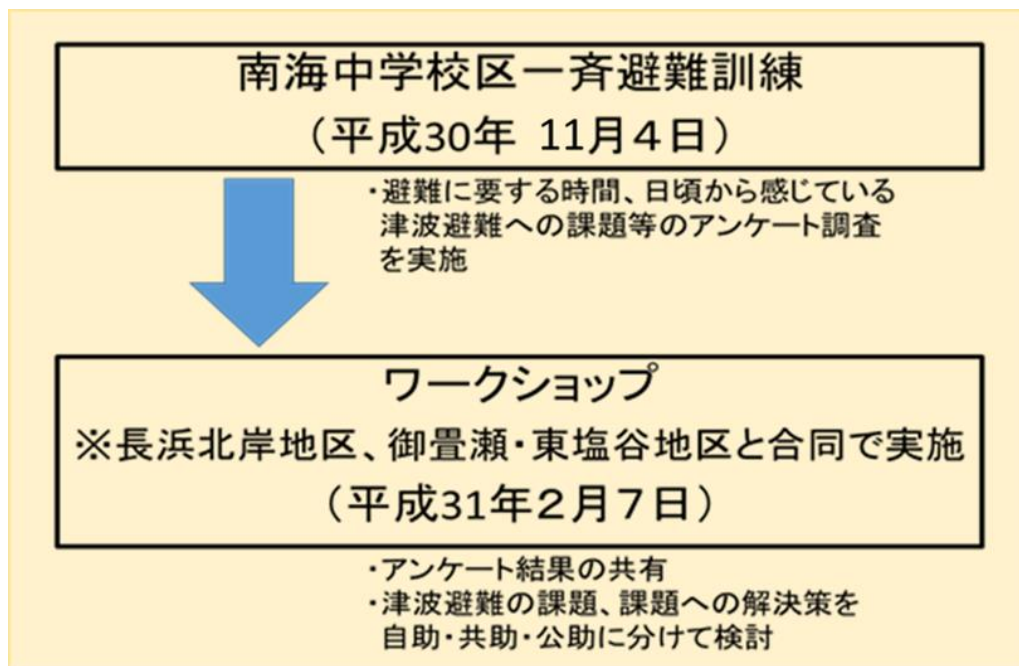 南海中学校区一斉避難訓練
（平成30年 11月４日）
・避難に要する時間、日頃から感じている
津波避難への課題等のアンケート調査
を実施
ワークショップ
※長浜北岸地区、御畳瀬・東塩谷地区と合同で実施
（平成31年２月７日）
・アンケート結果の共有
・津波避難の課題、課題への解決策を
自助・共助・公助に分けて検討